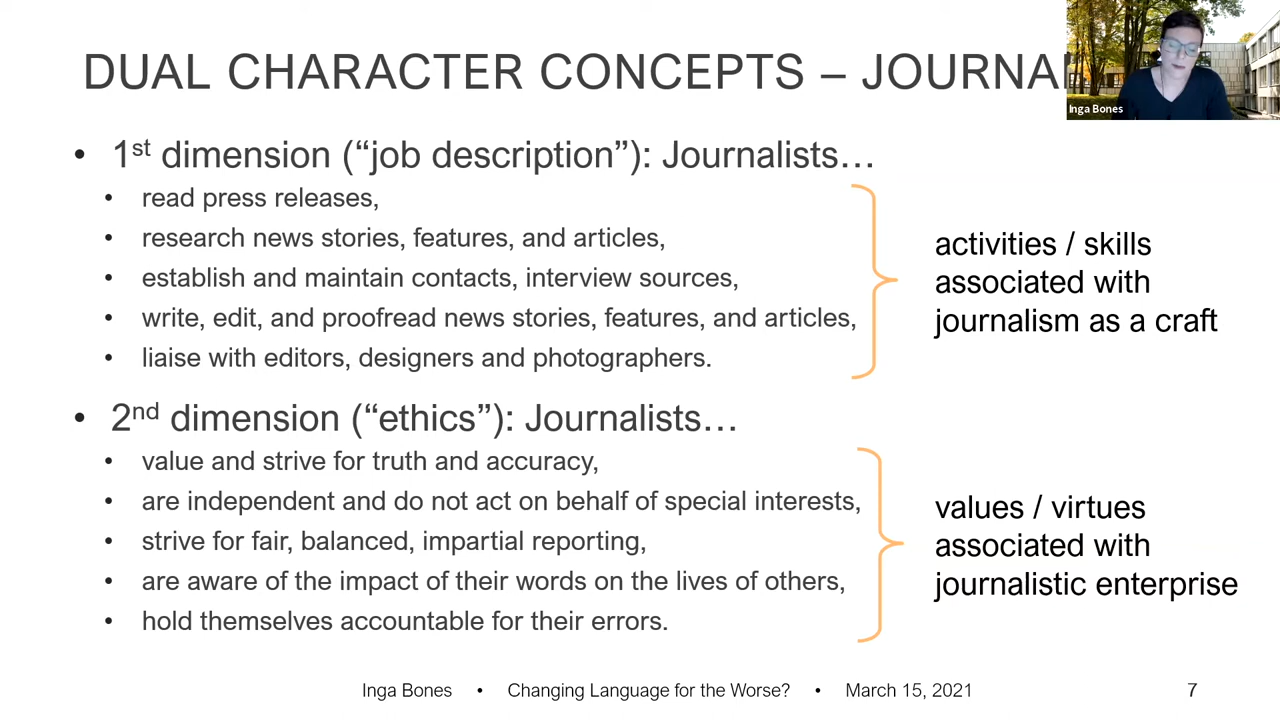 DUAL CHARACTER CONCEPTS – JOURNA
Inga Bones
• 1st dimension (“job description”): Journalists…
• read press releases,
• research news stories, features, and articles,
• establish and maintain contacts, interview sources,
• write, edit, and proofread news stories, features, and articles,
• liaise with editors, designers and photographers.
activities / skills
associated with
journalism as a craft
• 2nd dimension (“ethics”): Journalists…
• value and strive for truth and accuracy,
• are independent and do not act on behalf of special interests,
• strive for fair, balanced, impartial reporting,
• are aware of the impact of their words on the lives of others,
• hold themselves accountable for their errors.
values / virtues
associated with
journalistic enterprise
Inga Bones • Changing Language for the Worse? • March 15, 2021 7